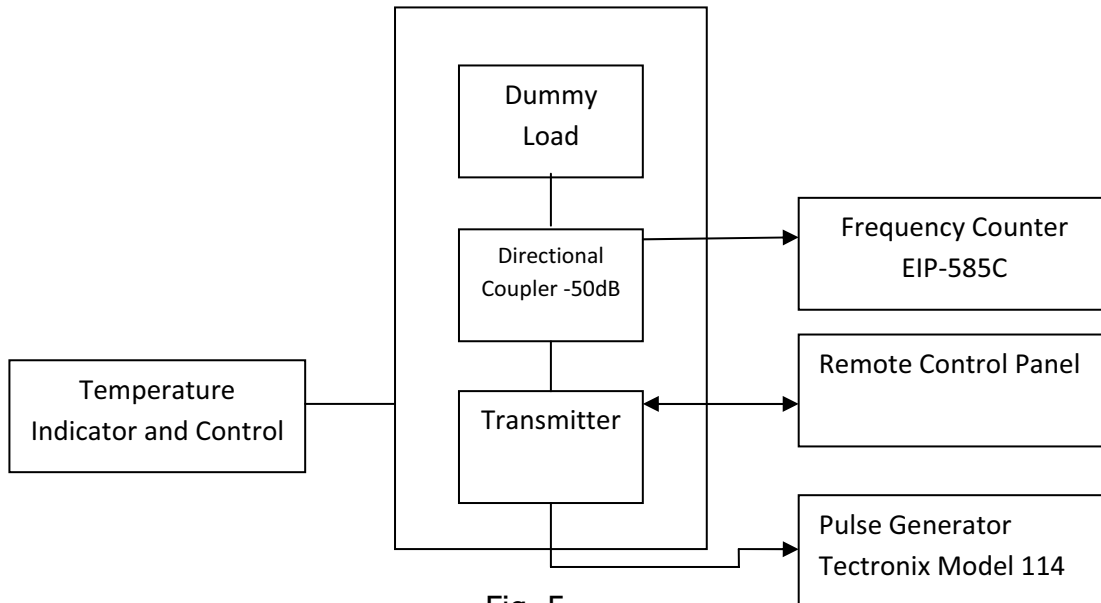 Dummy
Load
Directional
Coupler -50dB
Frequency Counter
EIP-585C
Remote Control Panel
Temperature
Indicator and Control
Transmitter
Pulse Generator
Tectronix Model 114